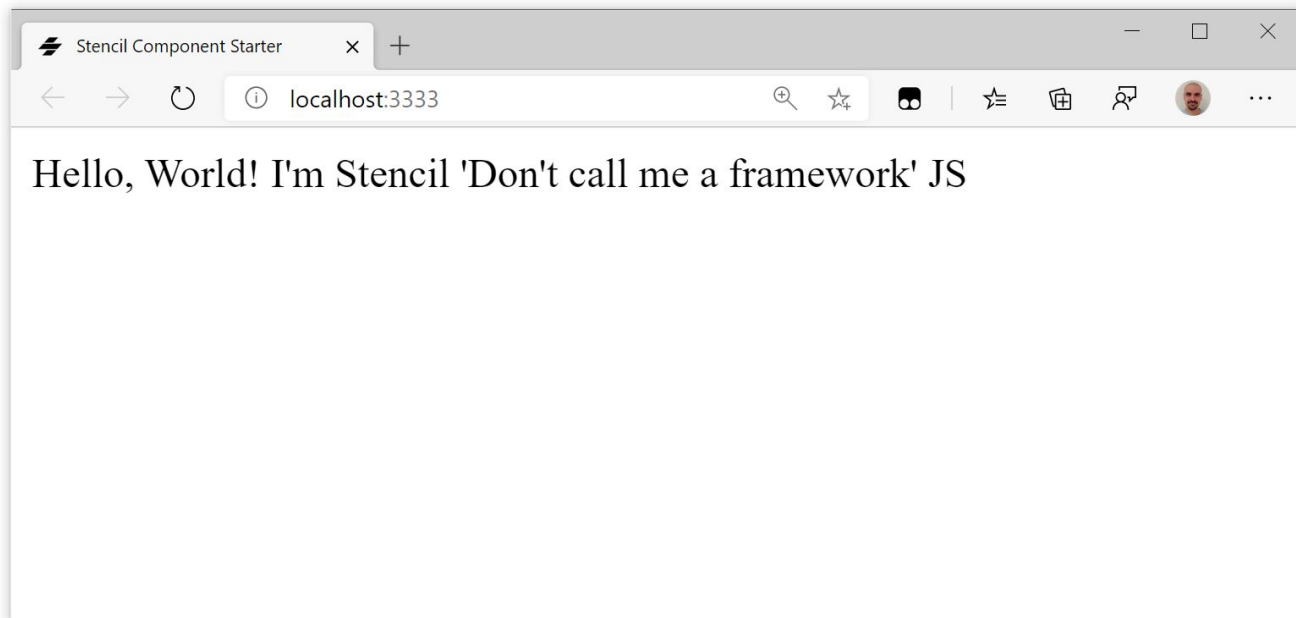 Stencil Component Starter
localhost:3333
Hello, World! I'm Stencil 'Don't call me a framework' JS